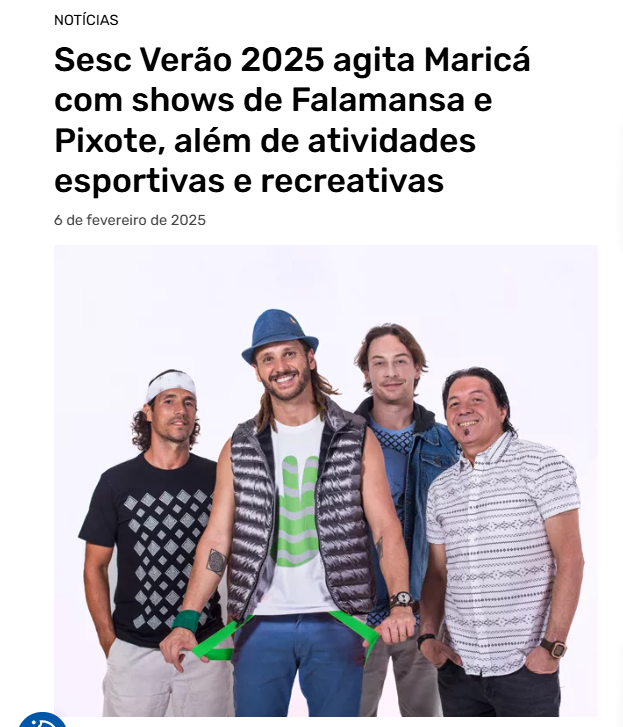 NOTÍCIAS
Sesc Verão 2025 agita Maricá
com shows de Falamansa e
Pixote, além de atividades
esportivas e recreativas
6 de fevereiro de 2025